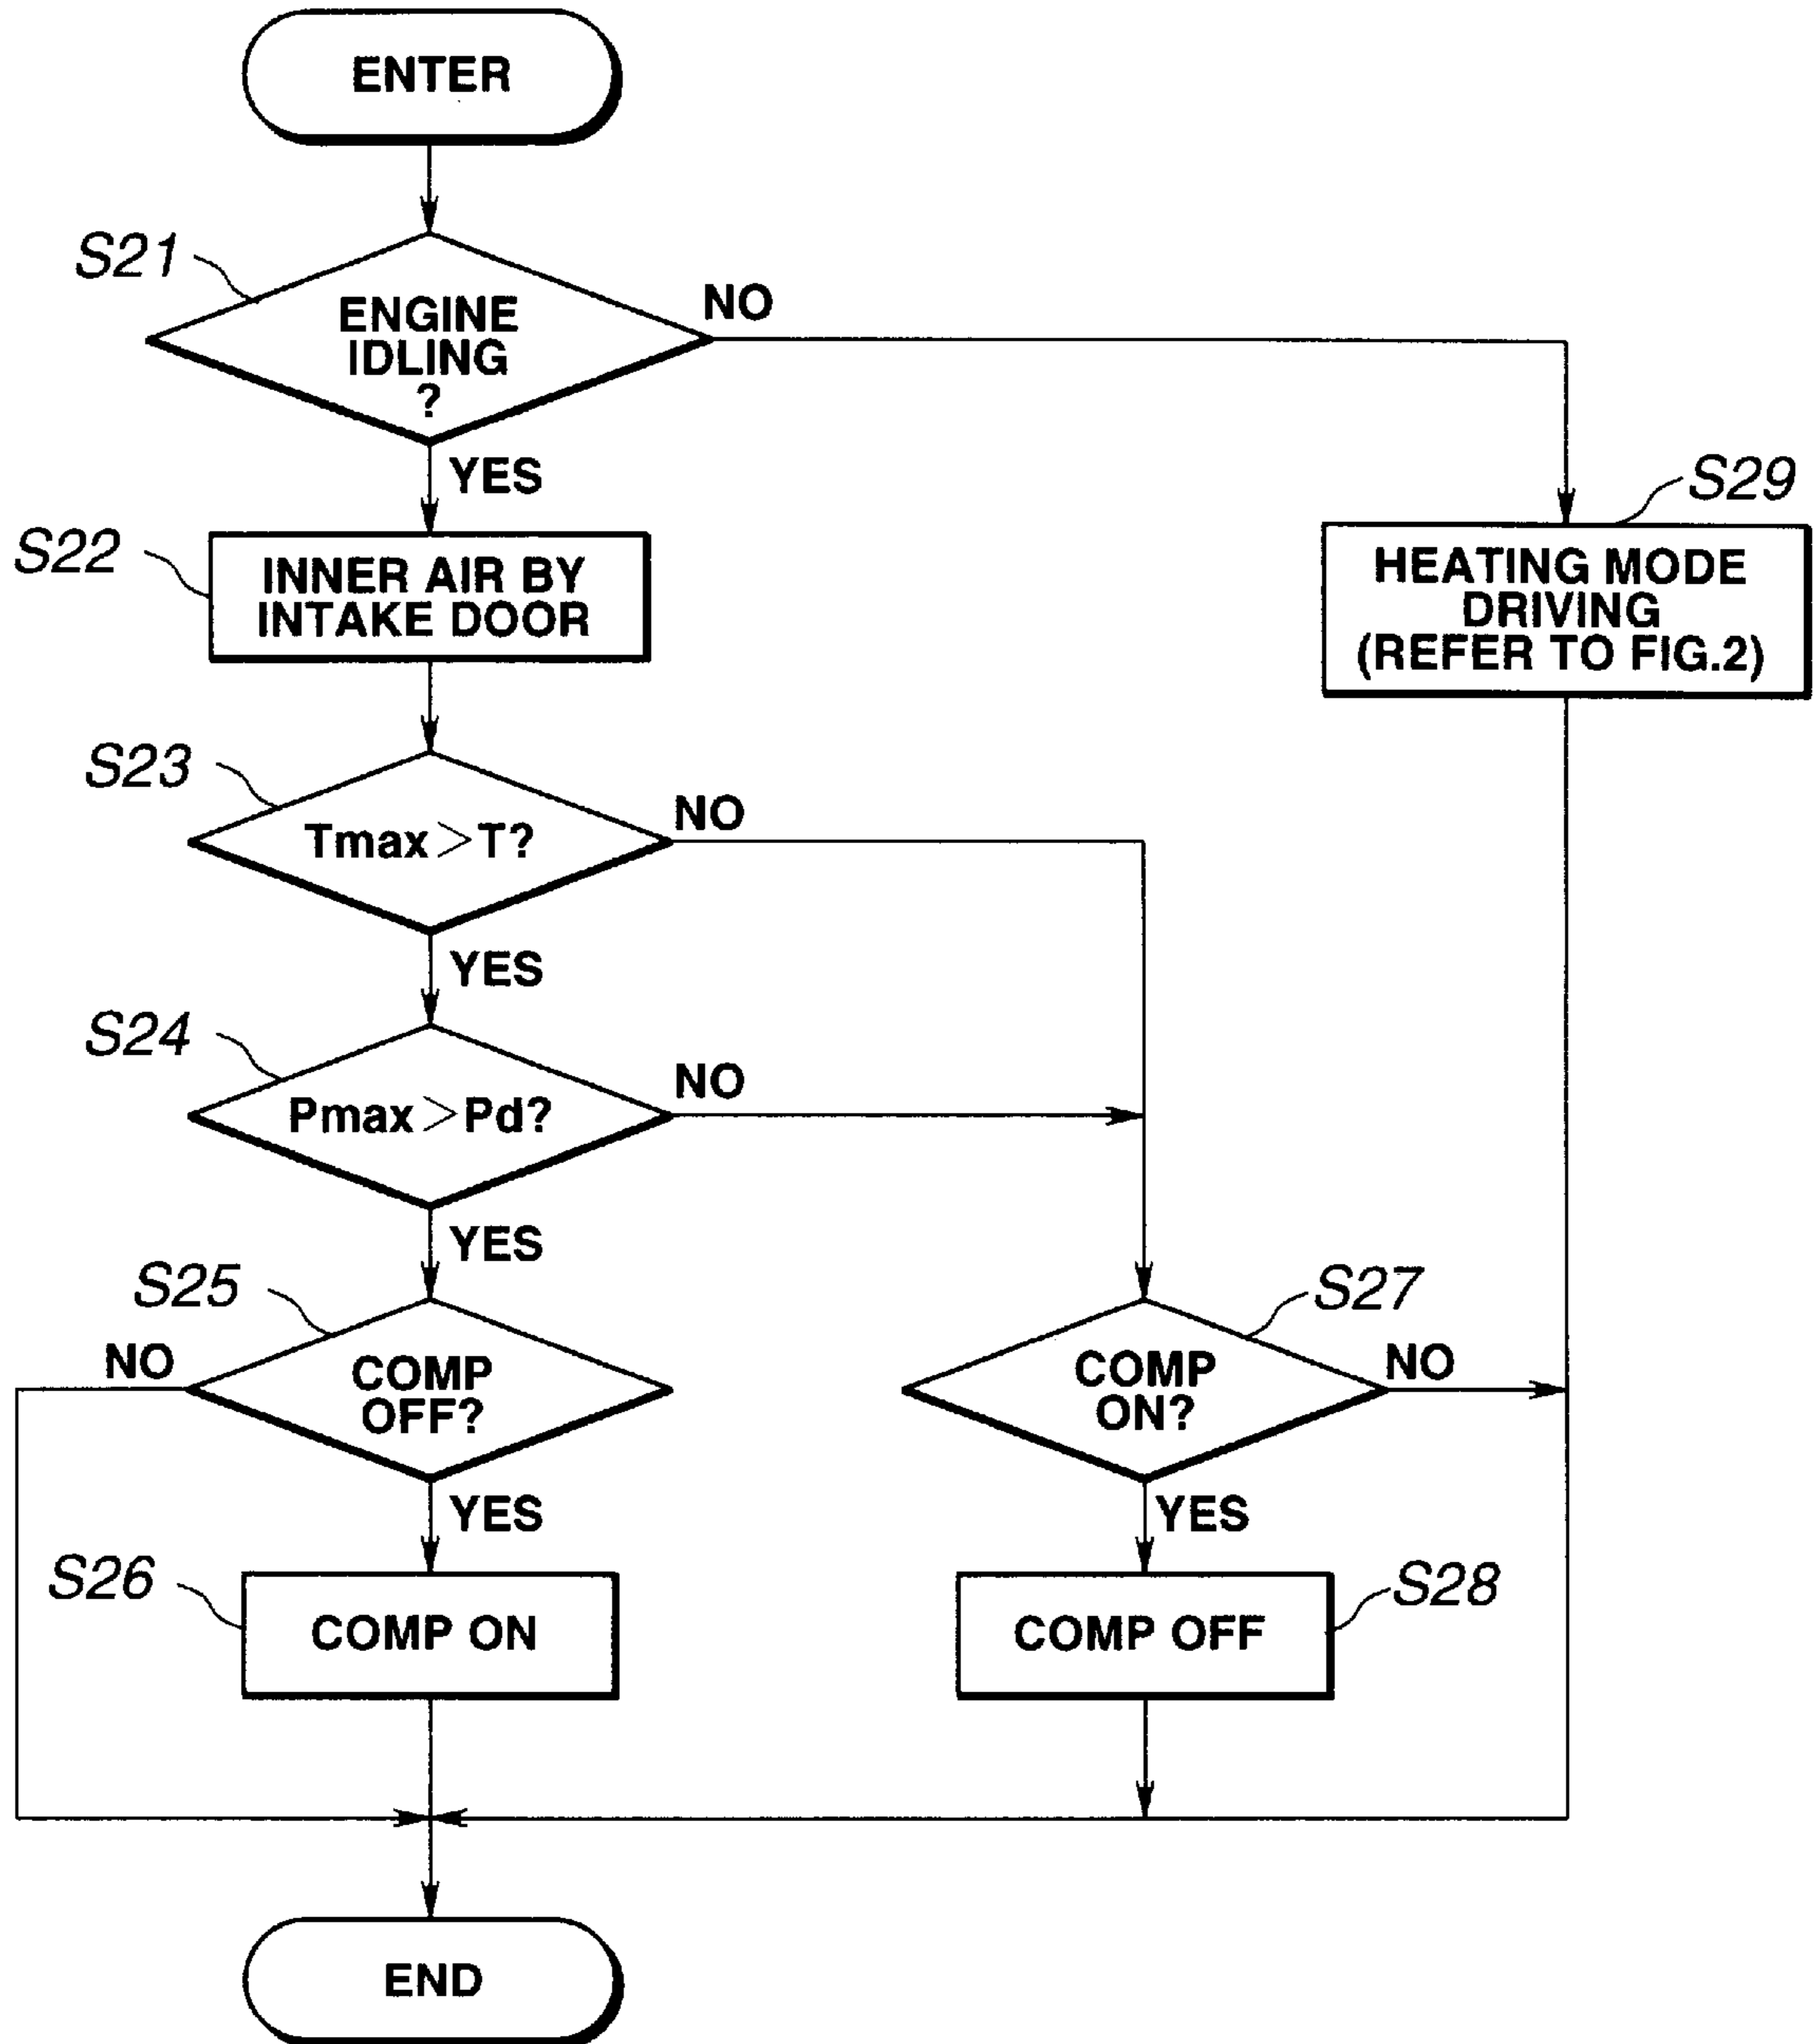 ENTER
S21
ENGINE
IDLING
?
NO
YES
S22
INNER AIR BY
INTAKE DOOR
S29
HEATING MODE
DRIVING
(REFER TO FIG.2)
S23
Tmax>T?
NO
YES
S24
Pmax>Pd?
NO
YES
S25
NO
COMP
OFF?
YES
S27
COMP
ON?
NO
YES
S26
COMP ON
S28
COMP OFF
END